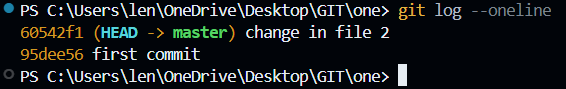 PS C:\Users\len\OneDrive\Desktop\GIT\one> git log --oneline
60542f1 (HEAD -> master) change in file 2
95dee56 first commit
PS C:\Users\len\OneDrive\Desktop\GIT\one>